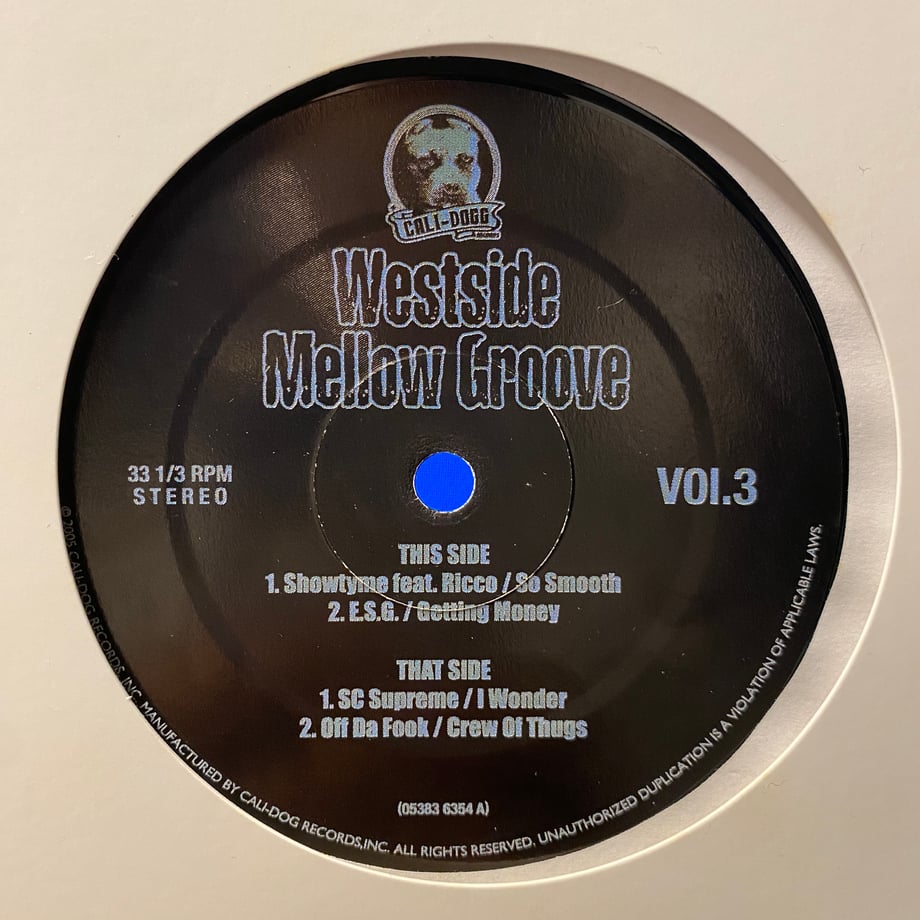 CALI-DOGG
Westside
Mellow Groove
33 1/3 RPM
STEREO
VOl.3
THIS SIDE
1. Showtyme feat. Ricco / So Smooth
2. E.S.G. / Getting Money
THAT SIDE
1. SC Supreme / I Wonder
2. Off Da Fook / Crew Of Thugs
(05383 6354 A)
©2005 CALI-DOG RECORDS, INC. MANUFACTURED BY CALI-DOG RECORDS,INC. ALL RIGHTS RESERVED, UNAUTHORIZED DUPLICATION IS A VIOLATION OF APPLICABLE LAWS.